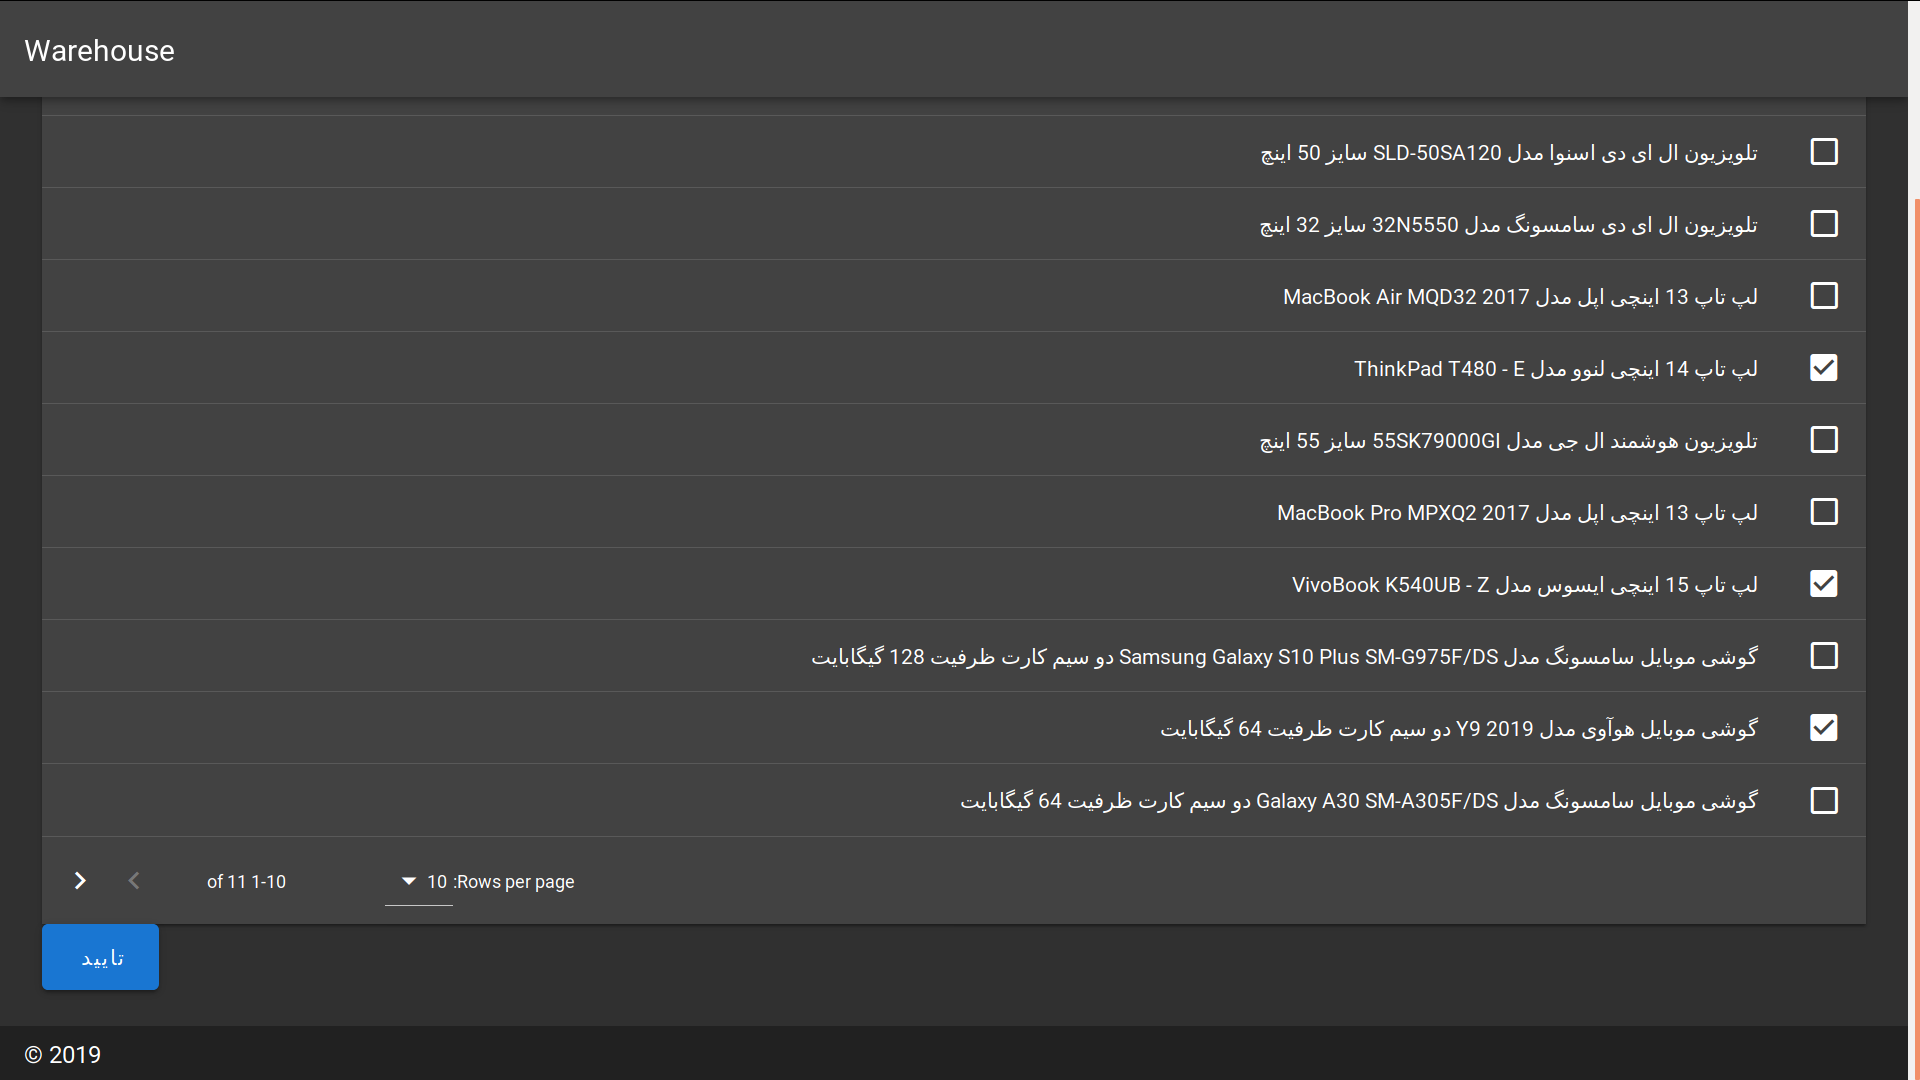 Warehouse
تلویزیون ال ای دی اسنوا مدل SLD-50SA120 سایز 50 اینچ
تلویزیون ال ای دی سامسونگ مدل 32N5550 سایز 32 اینچ
لپ تاپ 13 اینچی اپل مدل MacBook Air MQD32 2017
لپ تاپ 14 اینچی لنوو مدل ThinkPad T480 - E
تلویزیون هوشمند ال جی مدل 55SK79000GI سایز 55 اینچ
لپ تاپ 13 اینچی اپل مدل MacBook Pro MPXQ2 2017
لپ تاپ 15 اینچی ایسوس مدل VivoBook K540UB - Z
گوشی موبایل سامسونگ مدل Samsung Galaxy S10 Plus SM-G975F/DS دو سیم کارت ظرفیت 128 گیگابایت
گوشی موبایل هوآوی مدل Y9 2019 دو سیم کارت ظرفیت 64 گیگابایت
گوشی موبایل سامسونگ مدل Galaxy A30 SM-A305F/DS دو سیم کارت ظرفیت 64 گیگابایت
of 11 1-10 10 :Rows per page
تایید
© 2019